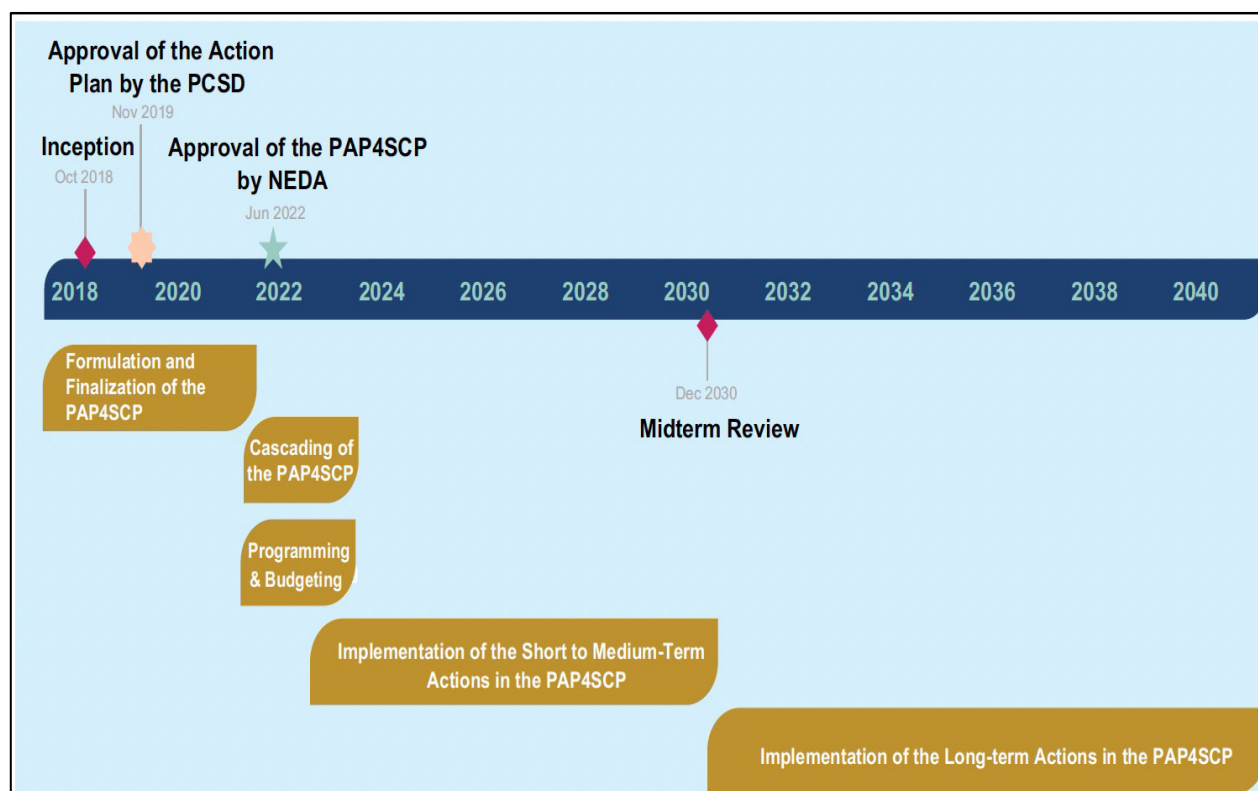 Approval of the Action
Plan by the PCSD
Nov 2019
Inception
Oct 2018
Approval of the PAP4SCP
by NEDA
Jun 2022
2018 2020 2022 2024 2026 2028 2030 2032 2034 2036 2038 2040
Formulation and
Finalization of the
PAP4SCP
Dec 2030
Midterm Review
Cascading of
the PAP4SCP
Programming
& Budgeting
Implementation of the Short to Medium-Term
Actions in the PAP4SCP
Implementation of the Long-term Actions in the PAP4SCP